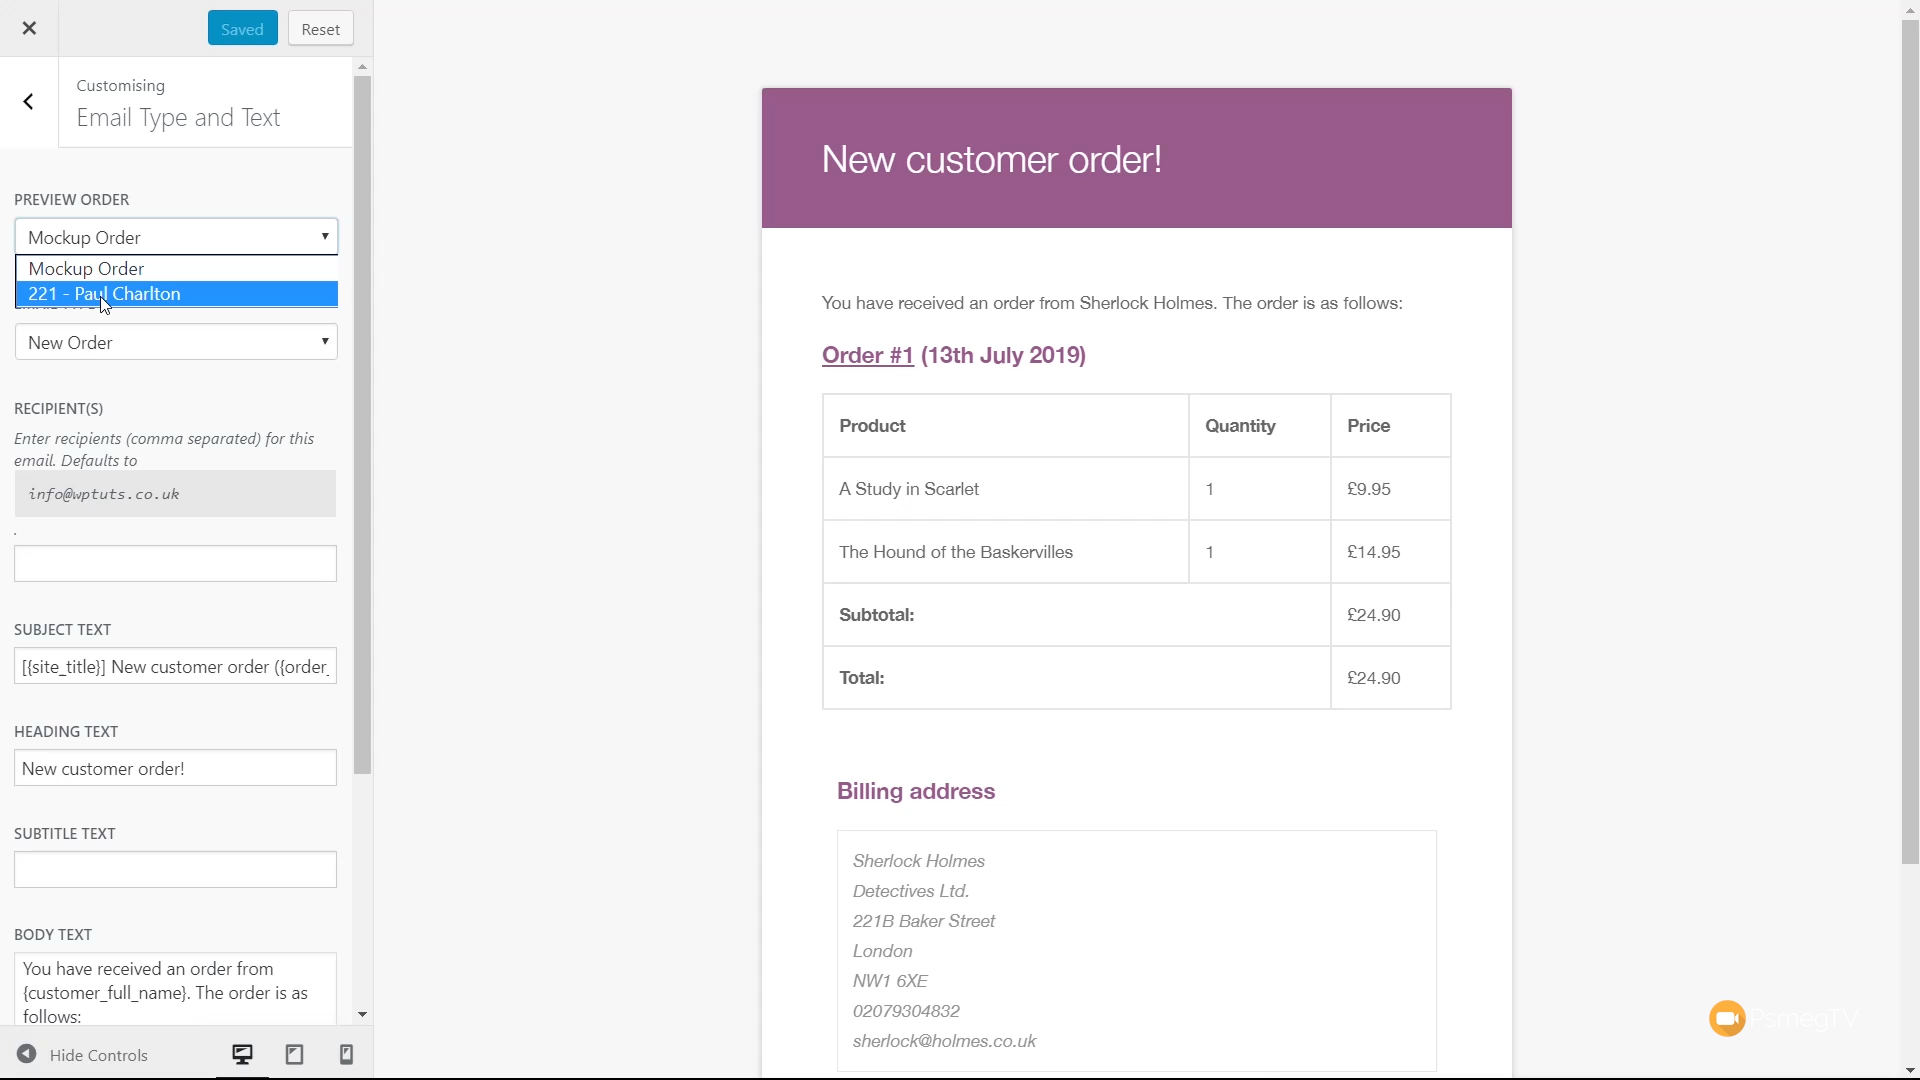 Saved
Reset
Customising
Email Type and Text
PREVIEW ORDER
Mockup Order
Mockup Order
221 - Paul Charlton
New Order
RECIPIENT(S)
Enter recipients (comma separated) for this
email. Defaults to
info@wptuts.co.uk
.
SUBJECT TEXT
[{site_title}] New customer order ({order_
HEADING TEXT
New customer order!
SUBTITLE TEXT
BODY TEXT
You have received an order from
{customer_full_name}. The order is as
follows:
Hide Controls
New customer order!
You have received an order from Sherlock Holmes. The order is as follows:
Order #1 (13th July 2019)
Product Quantity Price
A Study in Scarlet 1 £9.95
The Hound of the Baskervilles 1 £14.95
Subtotal: £24.90
Total: £24.90
Billing address
Sherlock Holmes
Detectives Ltd.
221B Baker Street
London
NW1 6XE
02079304832
sherlock@holmes.co.uk
PsmegTV